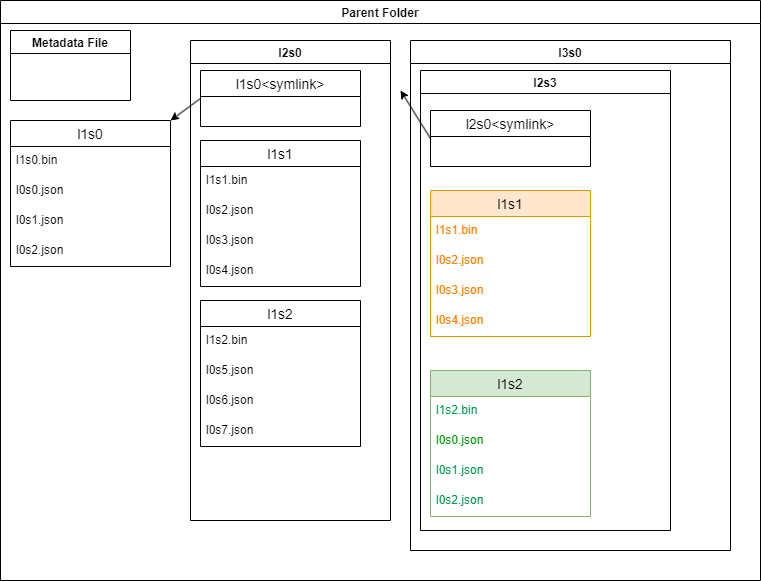 Parent Folder
Metadata File
l1s0
l1s0.bin
l0s0.json
l0s1.json
l0s2.json
l2s0
l1s0<symlink>
l1s1
l1s1.bin
l0s2.json
l0s3.json
l0s4.json
l1s2
l1s2.bin
l0s5.json
l0s6.json
l0s7.json
l3s0
l2s3
l2s0<symlink>
l1s1
l1s1.bin
l0s2.json
l0s3.json
l0s4.json
l1s2
l1s2.bin
l0s0.json
l0s1.json
l0s2.json